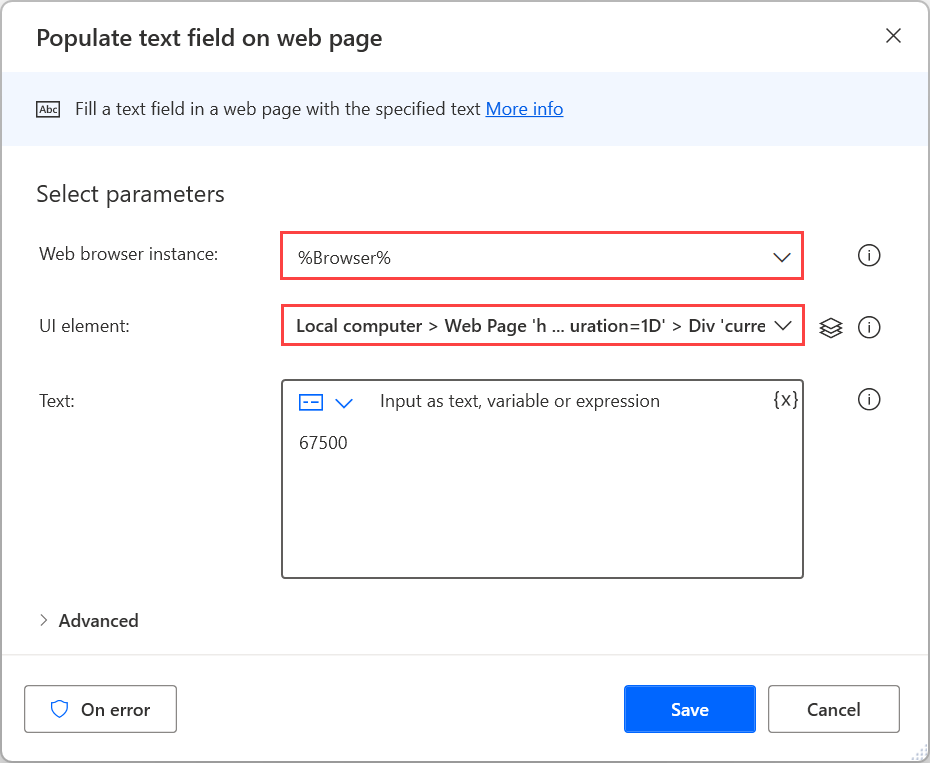 Populate text field on web page
Abc Fill a text field in a web page with the specified text More info
Select parameters
Web browser instance: %Browser%
UI element: Local computer > Web Page 'h ... uration=1D' > Div 'curre
Text: Input as text, variable or expression {x}
67500
Advanced
On error Save Cancel